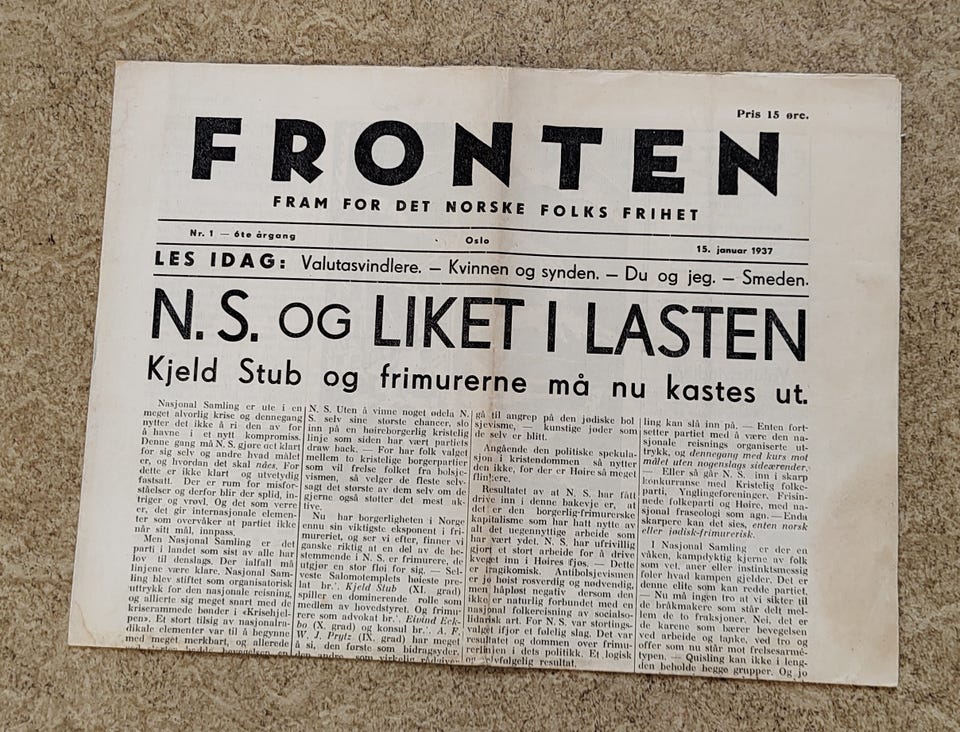 Pris 15 øre.
FRONTEN
FRAM FOR DET NORSKE FOLKS FRIHET
Nr. 1 — 6te årgang
Oslo
15. januar 1937
LES IDAG: Valutasvindlere. — Kvinnen og synden. — Du og jeg. — Smeden.
N. S. OG LIKET I LASTEN
Kjeld Stub og frimurerne må nu kastes ut.
Nasjonal Samling er ute i en
meget alvorlig krise og dennegang
nytter det ikke å ri den av for
å havne i et nytt kompromiss.
Denne gang må N.S. gjøre det klart
for sig selv og andre hvad målet
er, og hvordan det skal nåes. For
dette er ikke klart og utvetydig
fastsatt. Der er rum for misfor-
ståelser og derfor blir der splid, in-
triger og vrøvl. Og det som verre
er, det gir internasjonale elemen-
ter som overvåker at partiet ikke
når sitt mål, innpass.
Men Nasjonal Samling er det
parti i landet som sist av alle har
lov til denslags. Der ialfall må
linjene være klare. Nasjonal Sam-
ling blev stiftet som organisatorisk
uttrykk for den nasjonale reisning,
og allierte sig meget snart med de
kriserammede bønder i «Krisehjel-
pen». Et stort tilsig av nasjonalra-
dikale elementer var til å begynne
med meget merkbart, og allerede
N. S. Uten å vinne noget ødela N.
S. selv sine største chancer, slo
inn på en høireborgerlig kristelig
linje som siden har vært partiets
draw back. — For har folk valget
mellem to kristelige borgerpartier
som vil frelse folket fra bolsje-
vismen, så velger de fleste selv-
sagt det største av dem selv om de
gjerne også støtter det mest ak-
tive.
Nu har borgerligheten i Norge
ennu sin viktigste eksponent i fri-
mureriet, og ser vi efter, finner vi
ganske riktig at en del av de be-
stemmende i N. S. er frimurere, de
utgjør en stor fløi for sig. — Sel-
veste Salomotemplets høieste pre-
lat br.'. Kjeld Stub (XI. grad)
spiller en dominerende rolle som
medlem av hovedstyret. Og frimu-
rere som advokat br.'. Eivind Eck-
bo (X. grad) og konsul br.'. A. F.
W. J. Prytz (IX. grad) har meget
å si, den første som bidragsyder,
gå til angrep på den jødiske bol
sjevisme, — kunstige jøder som
de selv er blitt.
Angående den politiske spekula-
sjon i kristendommen så nytter
den ikke, for der er Høire så meget
flinkere.
Resultatet av at N. S. har fått
drive inn i denne bakevje er, at
det er den borgerlig-frimurerske
kapitalisme som har hatt nytte av
alt det uegennyttige arbeide som
har vært ydet. N. S. har ufrivillig
gjort et stort arbeide for å drive
kveget inn i Høires fjøs. — Dette
er tragikomisk. Antibolsjevismen
er jo høist rosverdig og nødvendig,
men håpløst negativ dersom den
ikke er naturlig forbundet med en
nasjonal folkereisning av socialso-
lidarisk art. For N. S. var stortings-
valget ifjor et følelig slag. Det var
resultatet og dommen over frimu-
rerlinjen i dets politikk. Et logisk
og selvfølgelig resultat.
ling kan slå inn på. — Enten fort-
setter partiet med å være den na-
sjonale reisnings organiserte ut-
trykk, og dennegang med kurs mot
målet uten nogenslags sideærender.
— Eller så går N. S. inn i skarp
konkurranse med Kristelig folke-
parti, Ynglingeforeninger, Frisin-
nede folkeparti og Høire, med na-
sjonal fraseologi som agn. — Enda
skarpere kan det sies, enten norsk
eller jødisk-frimurerisk.
I Nasjonal Samling er der en
våken, kampdyktig kjerne av folk
som vet, aner eller instinktsmessig
føler hvad kampen gjelder. Det er
denne elite som kan redde partiet.
— Nu må ingen tro at vi sikter til
de bråkmakere som står delt mel-
len de to fraksjoner. Nei, det er
de karene som bærer bevegelsen
ved arbeide og tanke, ved tro og
offer som nu står mot frelsesarmé-
typen. — Quisling kan ikke i leng-
den beholde begge grupper. Og jo